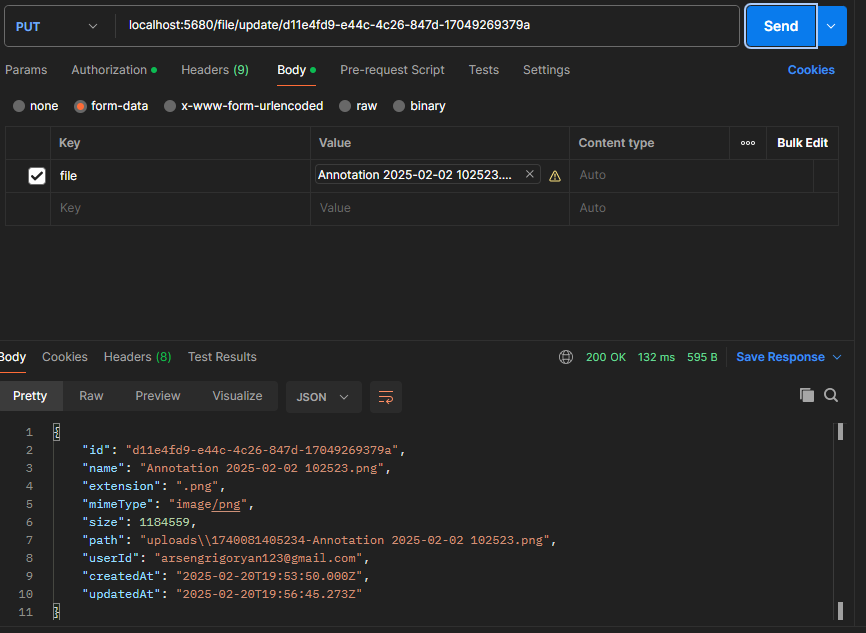 PUT localhost:5680/file/update/d11e4fd9-e44c-4c26-847d-17049269379a Send
Params Authorization Headers (9) Body Pre-request Script Tests Settings Cookies
none form-data x-www-form-urlencoded raw binary
Key Value Content type Bulk Edit
file Annotation 2025-02-02 102523.... Auto
Key Value Auto
Body Cookies Headers (8) Test Results 200 OK 132 ms 595 B Save Response
Pretty Raw Preview Visualize JSON
1 {
2 "id": "d11e4fd9-e44c-4c26-847d-17049269379a",
3 "name": "Annotation 2025-02-02 102523.png",
4 "extension": ".png",
5 "mimeType": "image/png",
6 "size": 1184559,
7 "path": "uploads\\1740081405234-Annotation 2025-02-02 102523.png",
8 "userId": "arsengrigoryan123@gmail.com",
9 "createdAt": "2025-02-20T19:53:50.000Z",
10 "updatedAt": "2025-02-20T19:56:45.273Z"
11 }